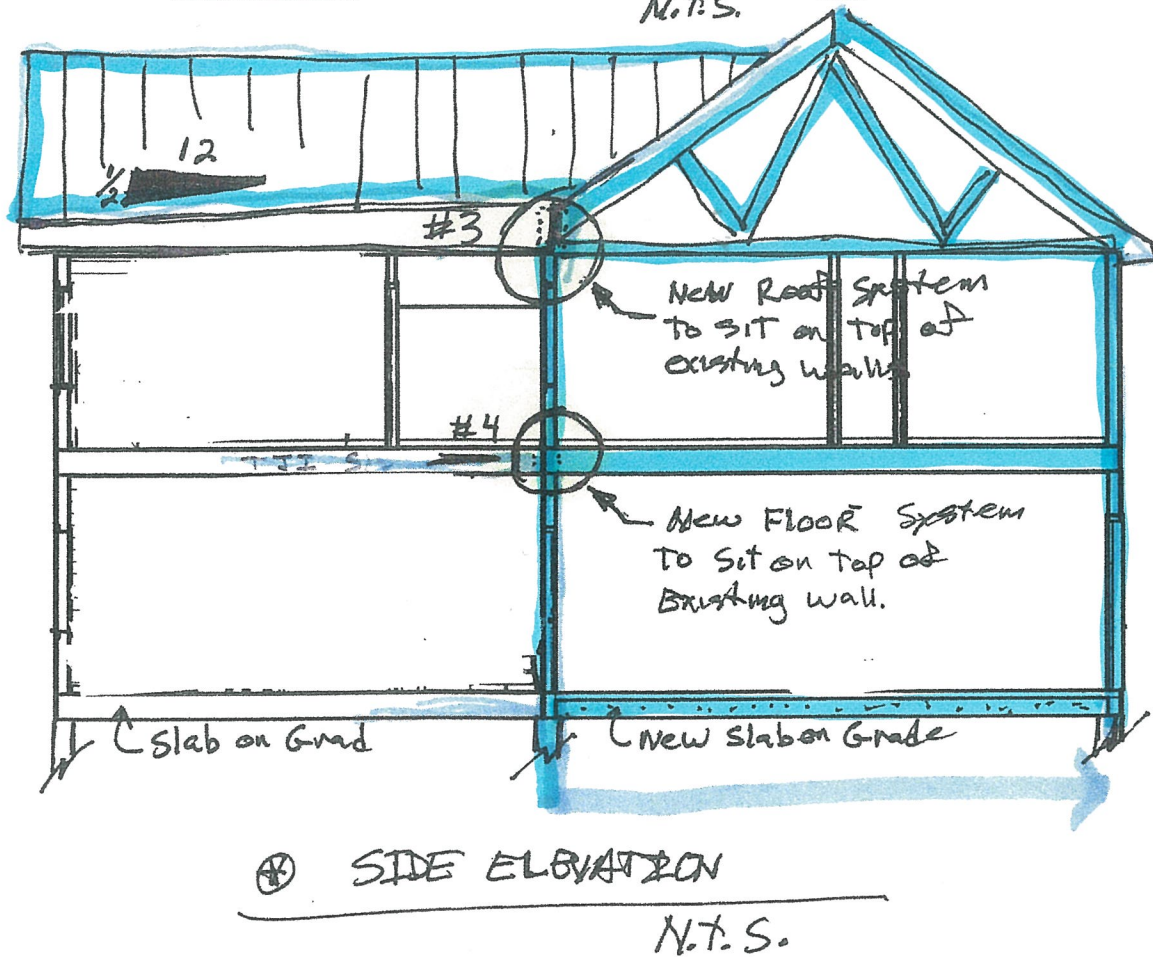 N.T.S.
12
1/2
#3
New Roof System
To SIT on Top of
existing walls
#4
TJI S
New FLOOR System
To Sit on Top of
Existing wall.
Slab on Grad
New Slab on Grade
SIDE ELEVATION
N.T.S.